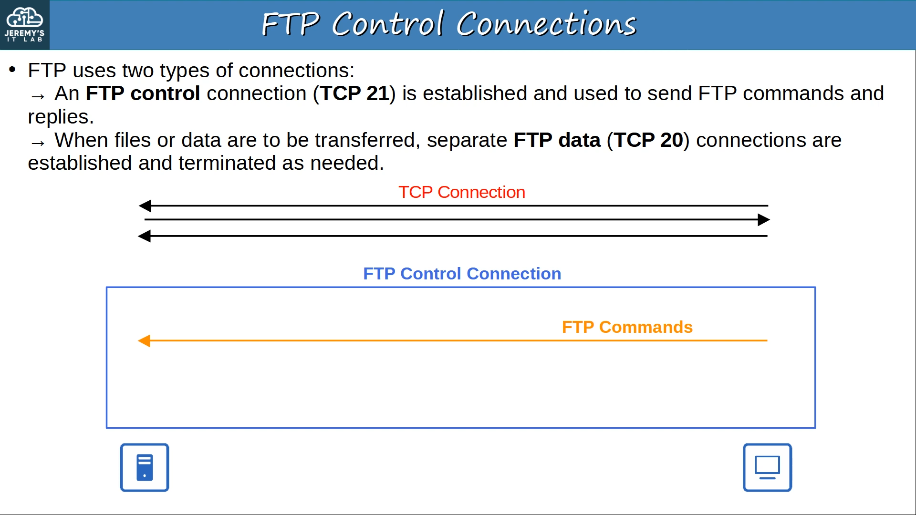 JEREMY'S
IT LAB
FTP Control Connections
• FTP uses two types of connections:
→ An FTP control connection (TCP 21) is established and used to send FTP commands and
replies.
→ When files or data are to be transferred, separate FTP data (TCP 20) connections are
established and terminated as needed.
TCP Connection
FTP Control Connection
FTP Commands